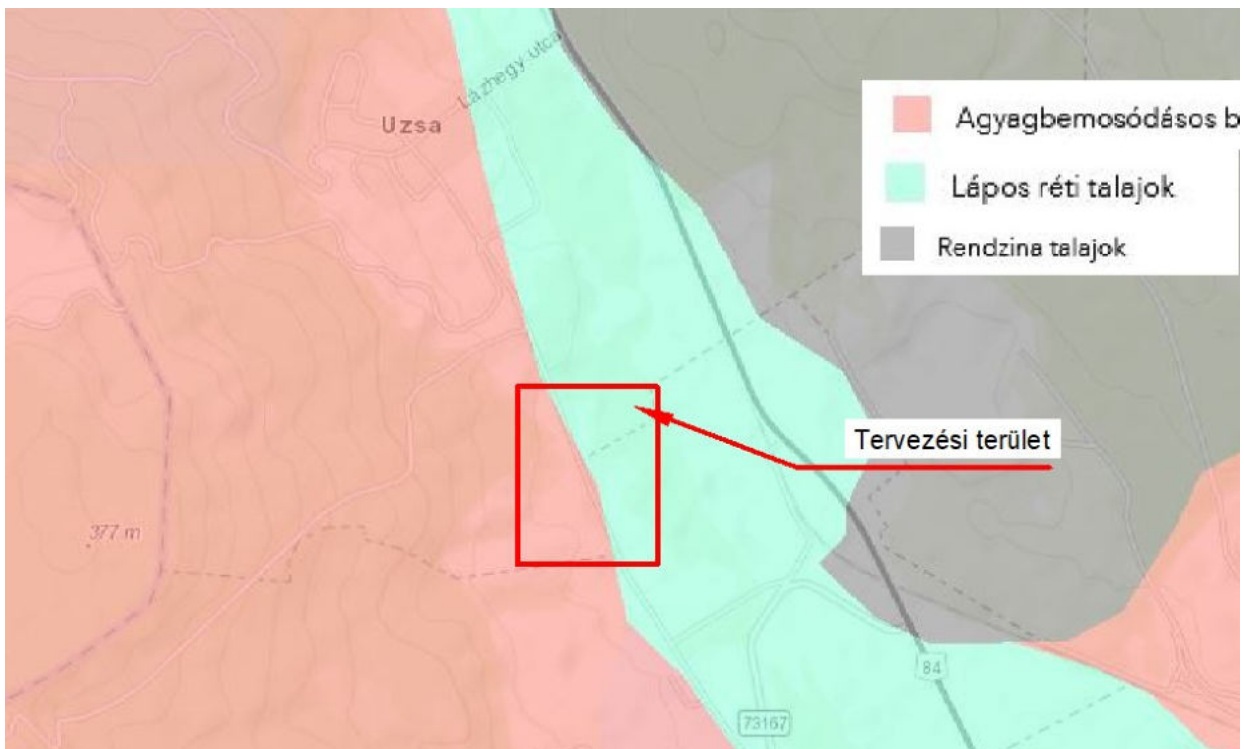 Lázhegy utca
Uzsa
Agyagbemosódásos b
Lápos réti talajok
Rendzina talajok
Tervezési terület
377 m
84
73167